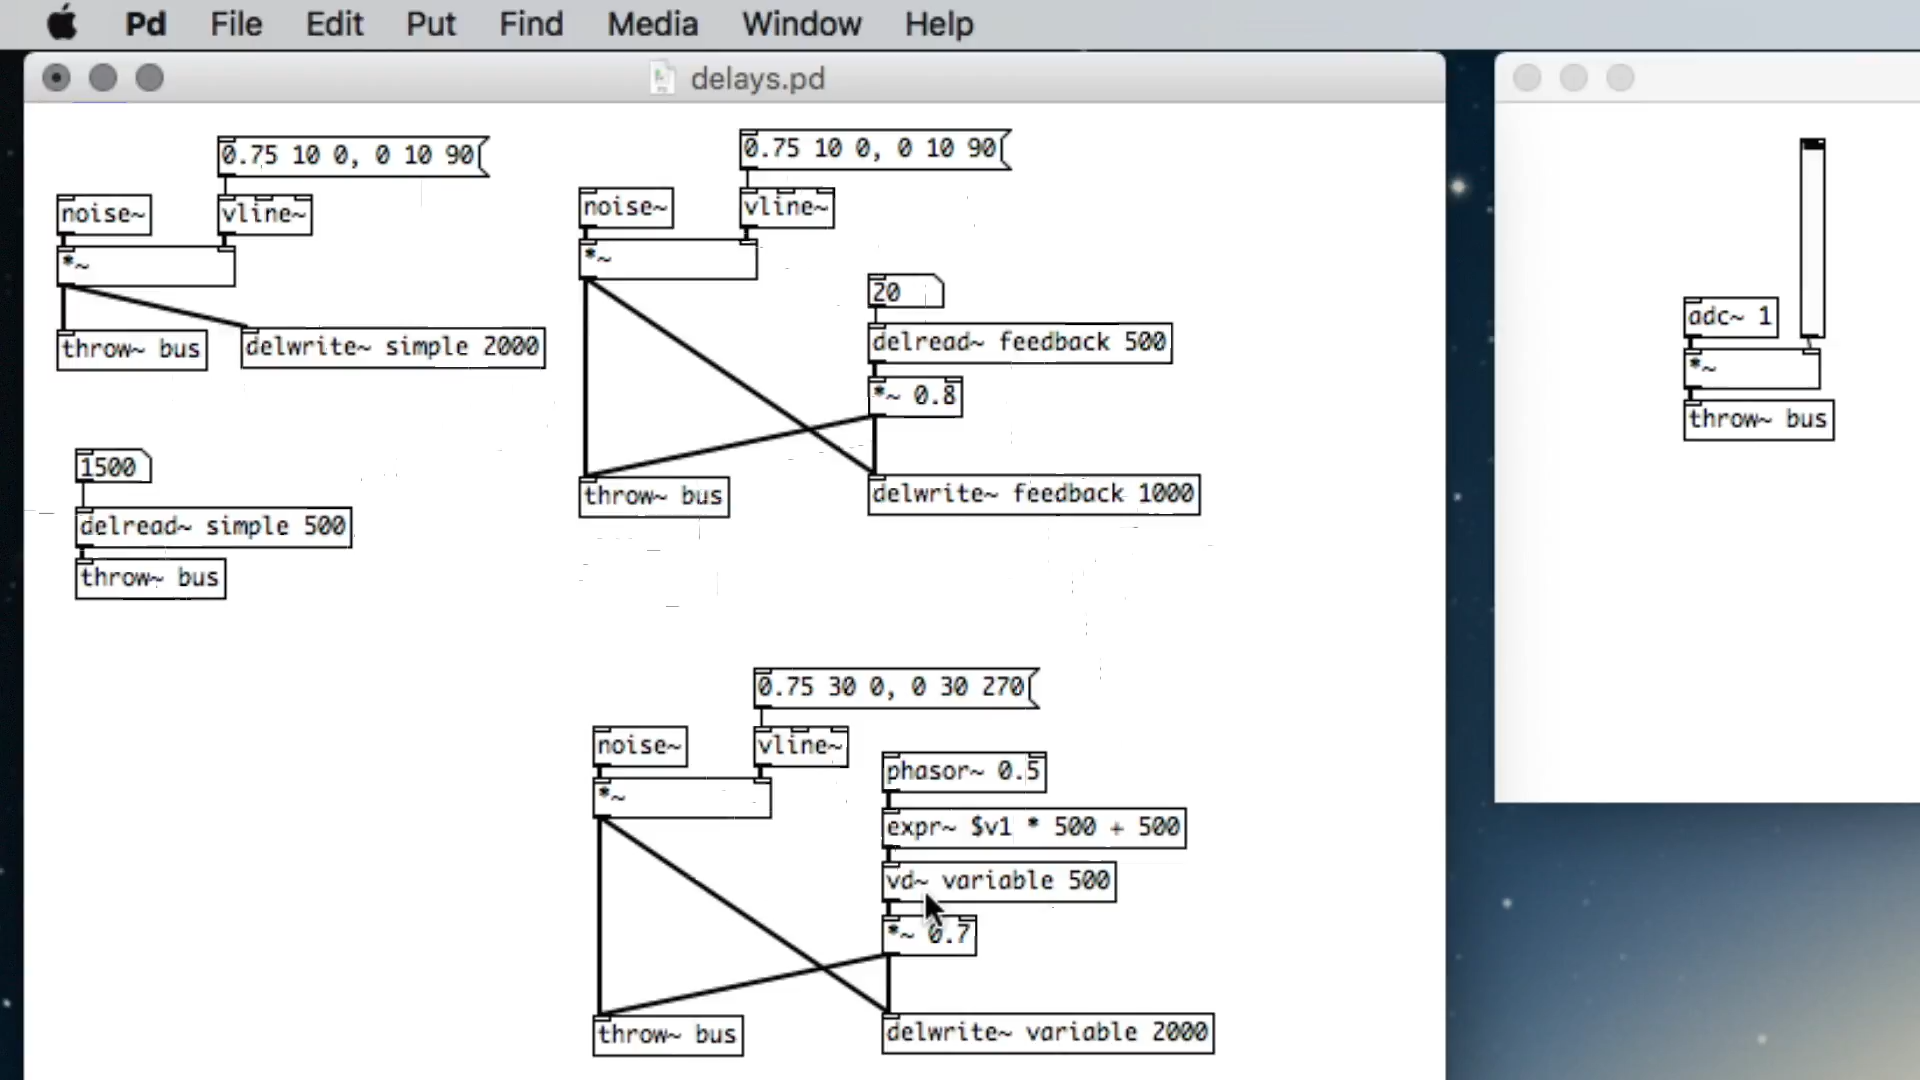 Pd File Edit Put Find Media Window Help
delays.pd
0.75 10 0, 0 10 90
noise~
vline~
*~
throw~ bus
delwrite~ simple 2000
1500
delread~ simple 500
throw~ bus
0.75 10 0, 0 10 90
noise~
vline~
*~
20
delread~ feedback 500
*~ 0.8
throw~ bus
delwrite~ feedback 1000
0.75 30 0, 0 30 270
noise~
vline~
*~
phasor~ 0.5
expr~ $v1 * 500 + 500
vd~ variable 500
*~ 0.7
throw~ bus
delwrite~ variable 2000
adc~ 1
*~
throw~ bus